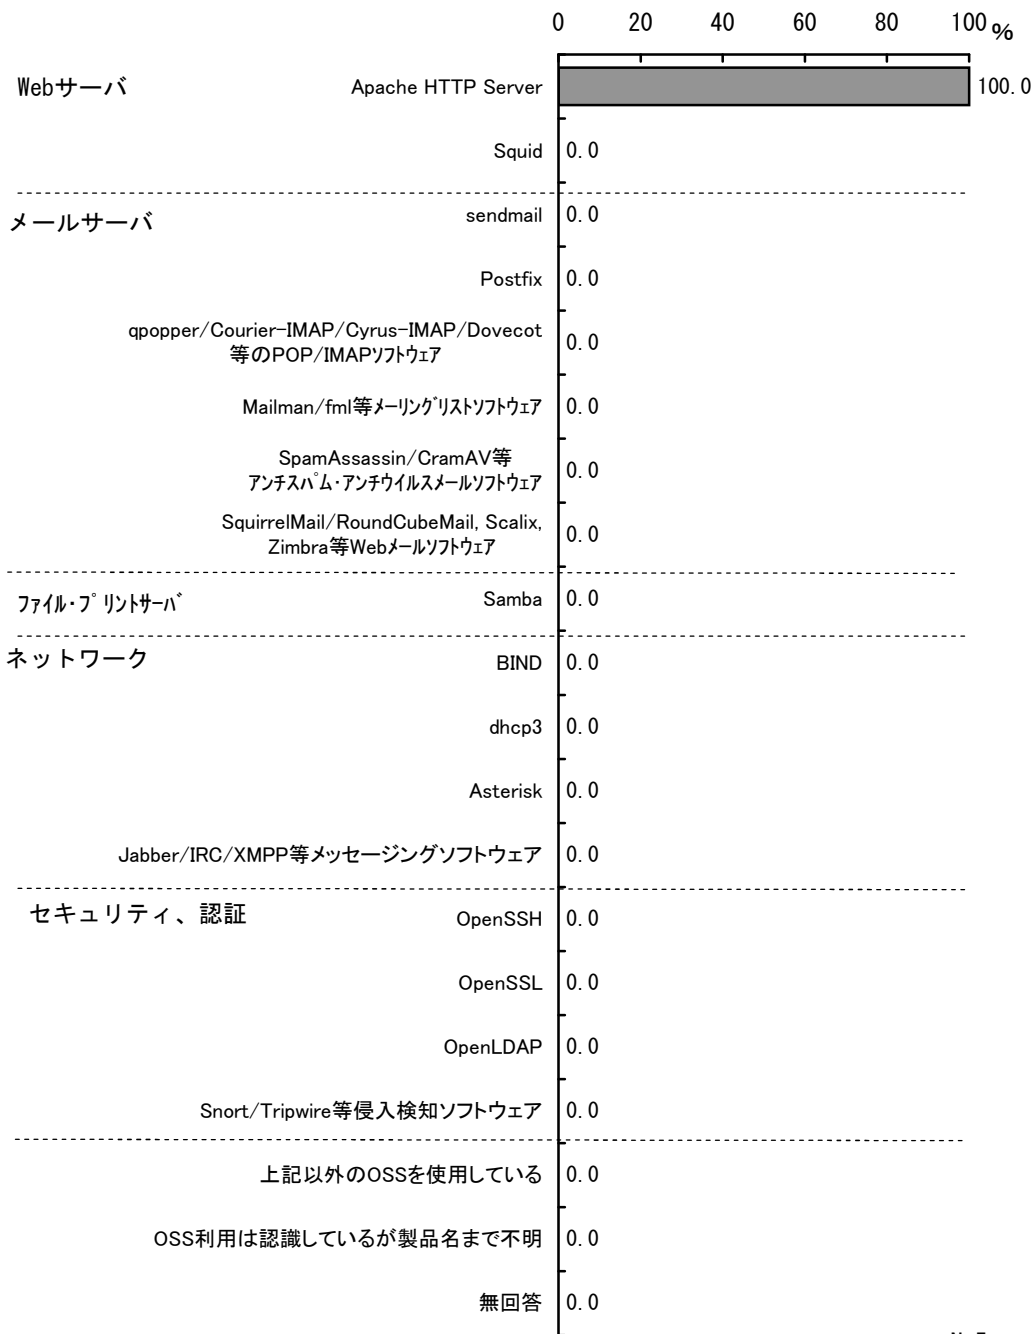 0 20 40 60 80 100 %
Webサーバ Apache HTTP Server 100.0
Squid 0.0
メールサーバ sendmail 0.0
Postfix 0.0
qpopper/Courier-IMAP/Cyrus-IMAP/Dovecot
等のPOP/IMAPソフトウェア 0.0
Mailman/fml等メーリングリストソフトウェア 0.0
SpamAssassin/CramAV等
アンチスパム・アンチウイルスメールソフトウェア 0.0
SquirrelMail/RoundCubeMail, Scalix,
Zimbra等Webメールソフトウェア 0.0
ファイル・プリントサーバ Samba 0.0
ネットワーク BIND 0.0
dhcp3 0.0
Asterisk 0.0
Jabber/IRC/XMPP等メッセージングソフトウェア 0.0
セキュリティ、認証 OpenSSH 0.0
OpenSSL 0.0
OpenLDAP 0.0
Snort/Tripwire等侵入検知ソフトウェア 0.0
上記以外のOSSを使用している 0.0
OSS利用は認識しているが製品名まで不明 0.0
無回答 0.0